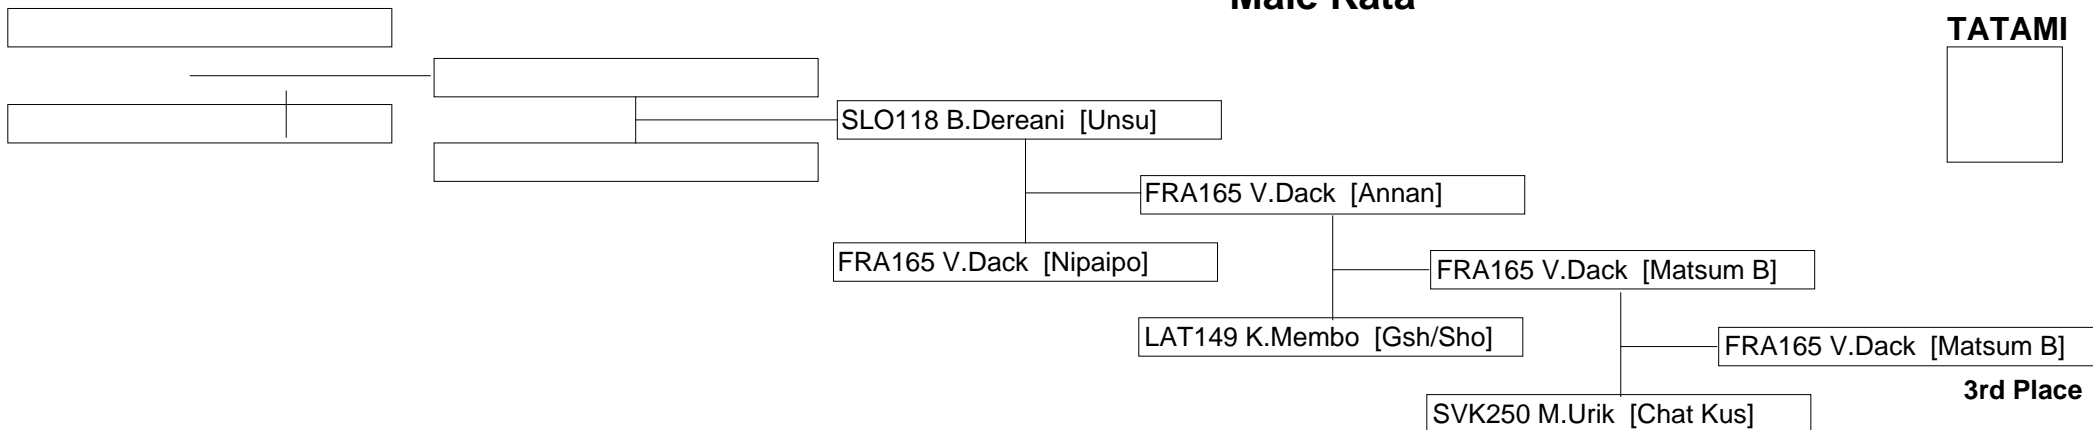 Male Kata
TATAMI
SLO118 B.Dereani [Unsu]
FRA165 V.Dack [Annan]
FRA165 V.Dack [Nipaipo]
FRA165 V.Dack [Matsum B]
LAT149 K.Membo [Gsh/Sho]
FRA165 V.Dack [Matsum B]
3rd Place
SVK250 M.Urik [Chat Kus]